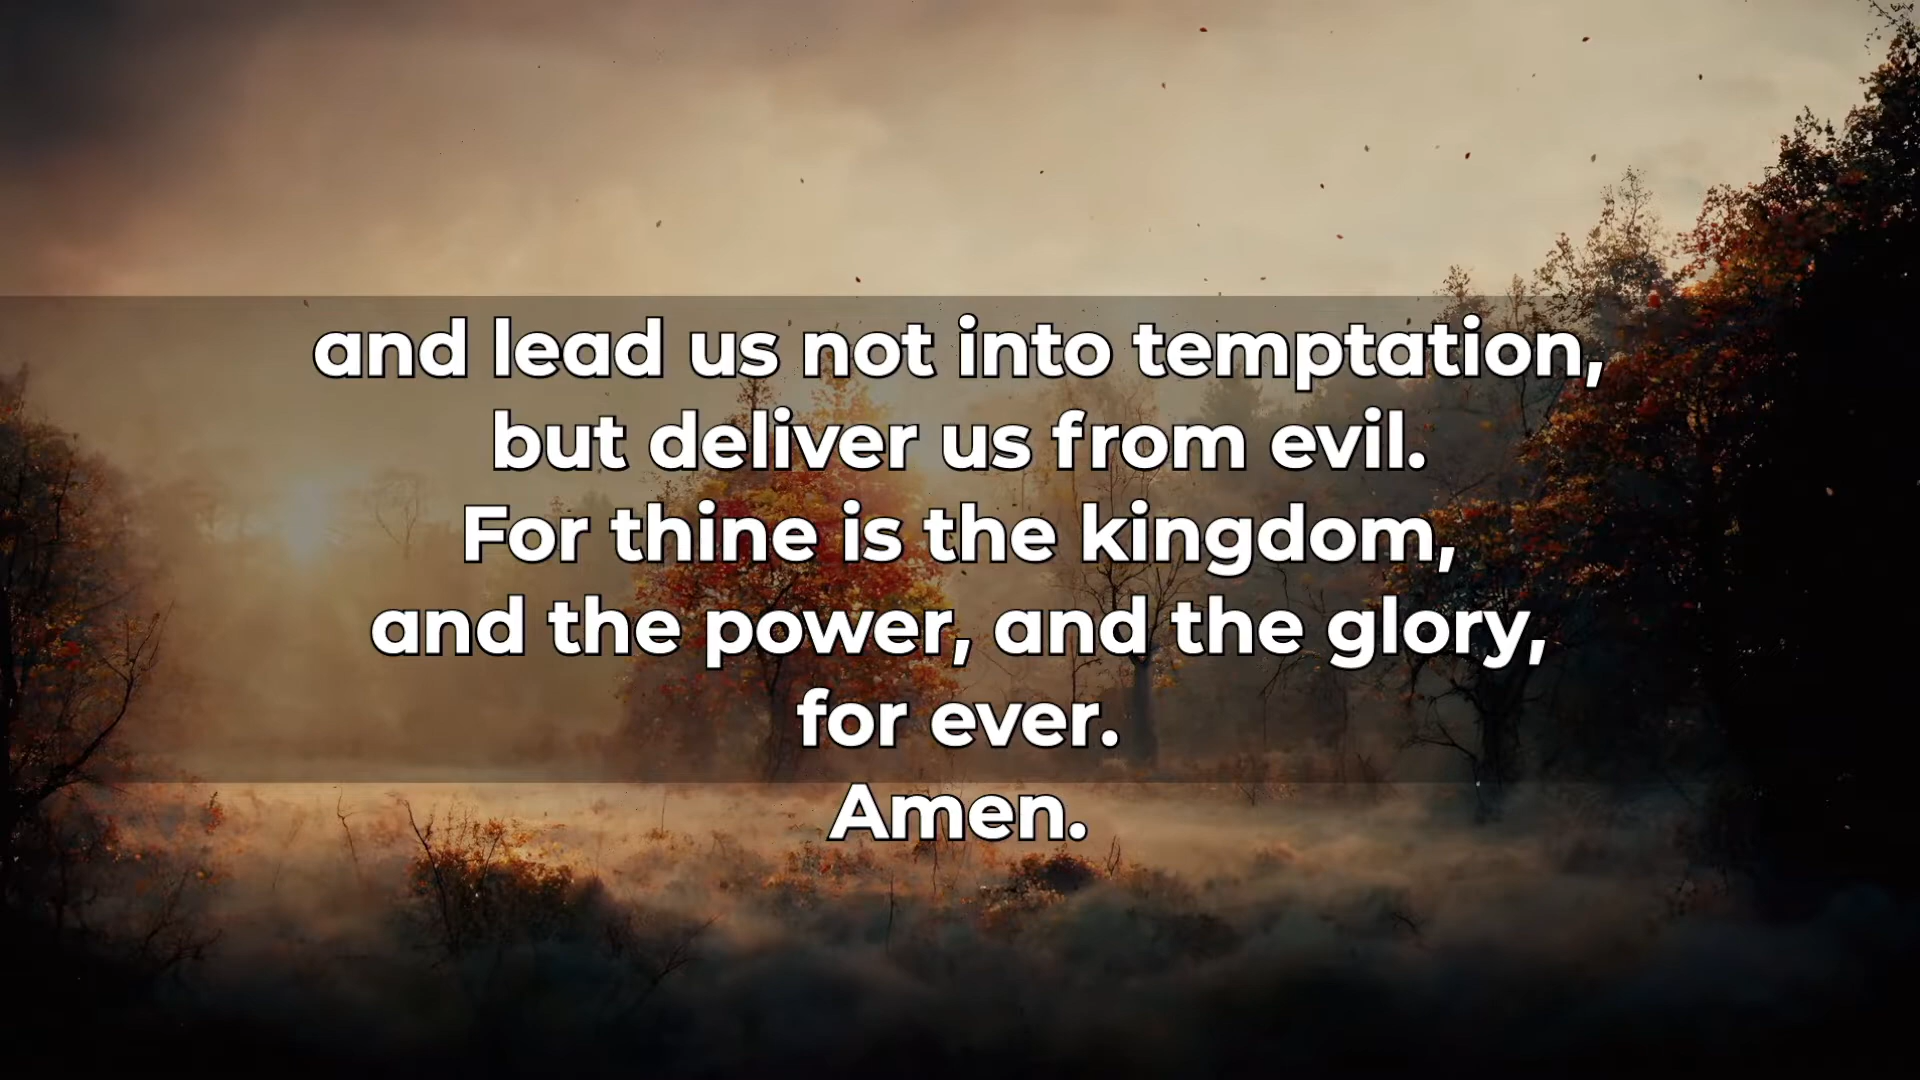 and lead us not into temptation,
but deliver us from evil.
For thine is the kingdom,
and the power, and the glory,
for ever.
Amen.